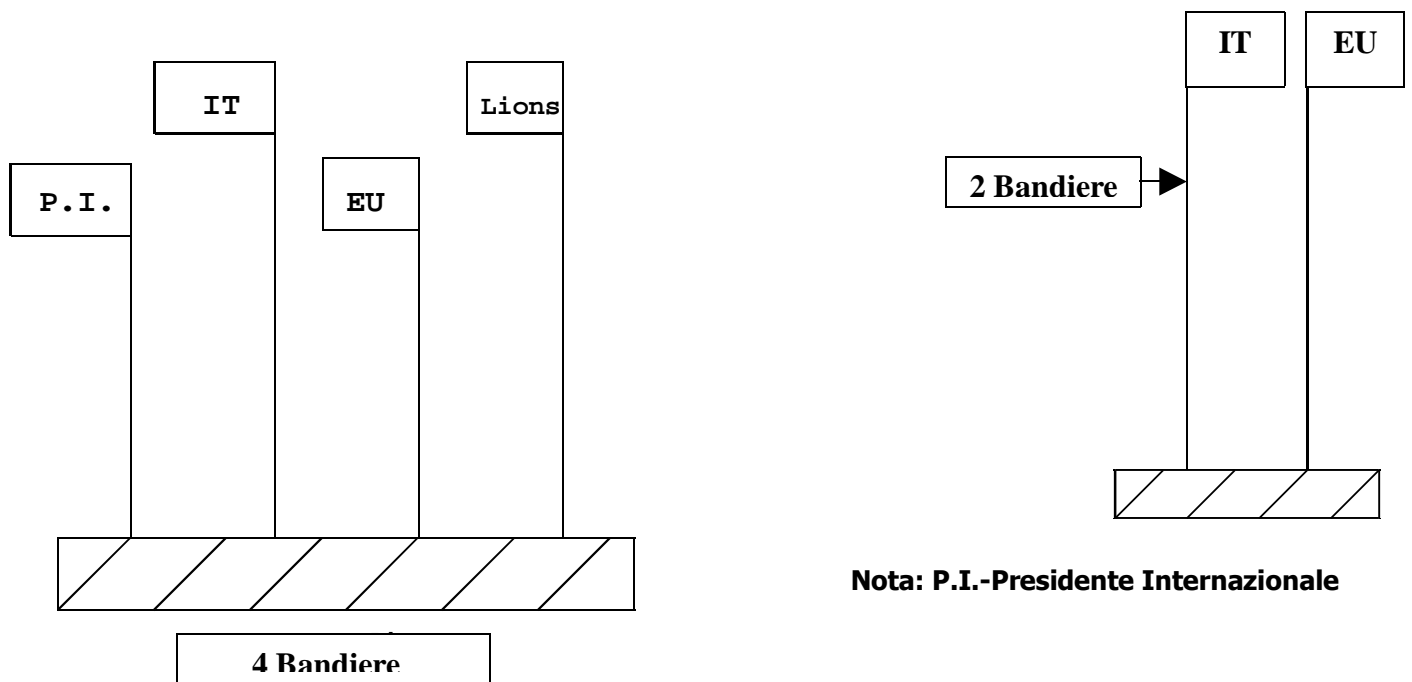 IT
Lions
P.I.
EU
4 Bandiere
IT
EU
2 Bandiere
Nota: P.I.-Presidente Internazionale